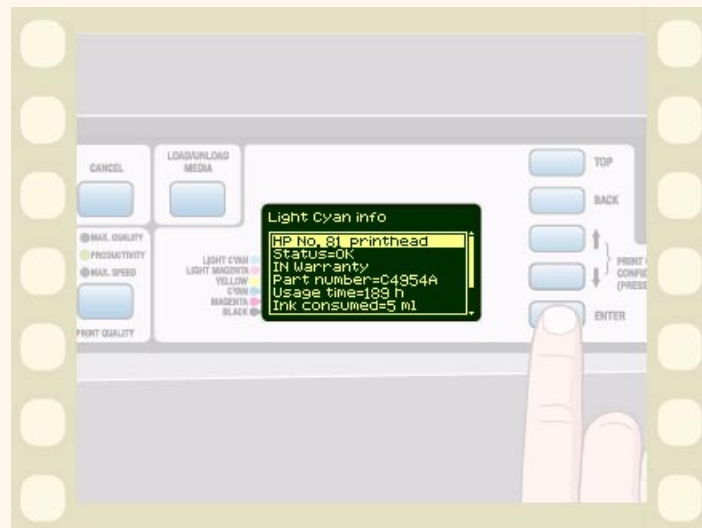 CANCEL
LOAD/UNLOAD
MEDIA
TOP
BACK
MAX. QUALITY
PRODUCTIVITY
MAX. SPEED
PRINT QUALITY
LIGHT CYAN
LIGHT MAGENTA
YELLOW
CYAN
MAGENTA
BLACK
Light Cyan info
HP No. 81 printhead
Status=OK
IN Warranty
Part number=C4954A
Usage time=189 h
Ink consumed=5 ml
PRINT
(PRESS
ENTER